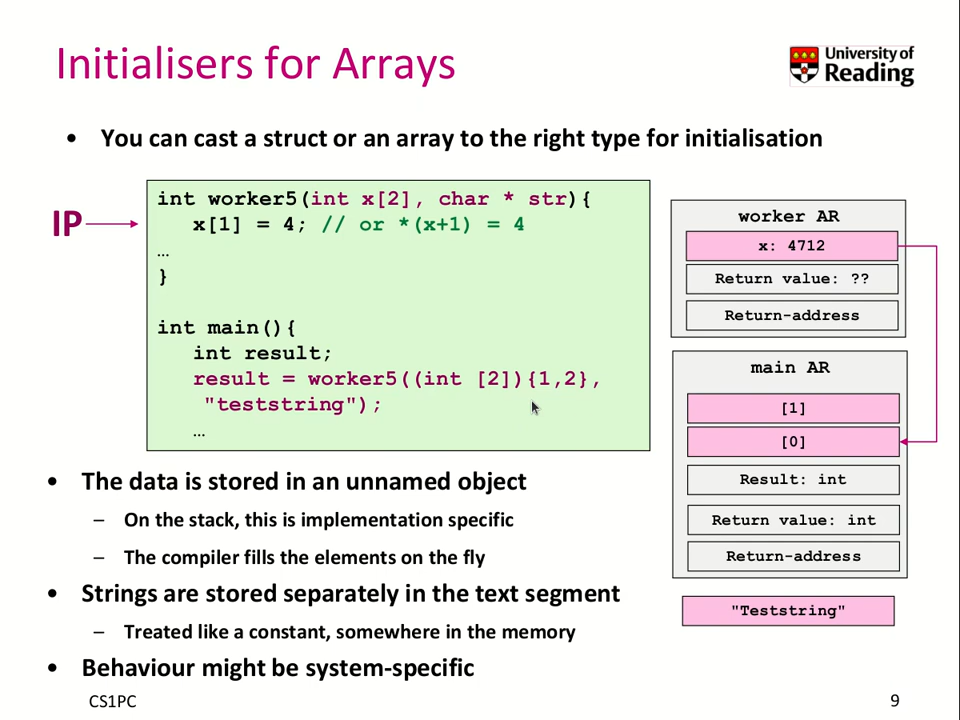 Initialisers for Arrays
University of
Reading
• You can cast a struct or an array to the right type for initialisation
IP
int worker5(int x[2], char * str){
x[1] = 4; // or *(x+1) = 4
…
}
int main(){
int result;
result = worker5((int [2]){1,2},
"teststring");
…
worker AR
x: 4712
Return value: ??
Return-address
main AR
[1]
[0]
Result: int
Return value: int
Return-address
"Teststring"
• The data is stored in an unnamed object
– On the stack, this is implementation specific
– The compiler fills the elements on the fly
• Strings are stored separately in the text segment
– Treated like a constant, somewhere in the memory
• Behaviour might be system-specific
CS1PC
9